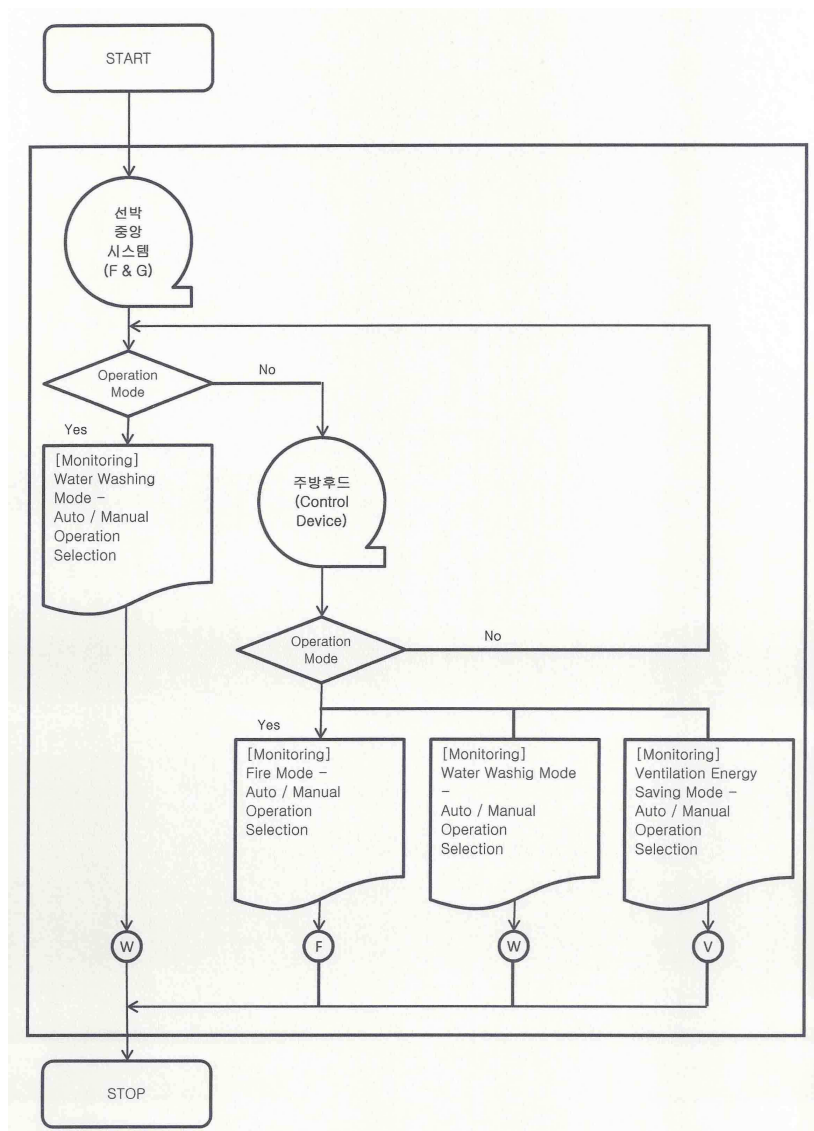 START
선박
중앙
시스템
(F & G)
Operation
Mode
No
Yes
[Monitoring]
Water Washing
Mode -
Auto / Manual
Operation
Selection
주방후드
(Control
Device)
Operation
Mode
No
Yes
[Monitoring]
Fire Mode -
Auto / Manual
Operation
Selection
[Monitoring]
Water Washig Mode
-
Auto / Manual
Operation
Selection
[Monitoring]
Ventilation Energy
Saving Mode -
Auto / Manual
Operation
Selection
W
F
W
V
STOP